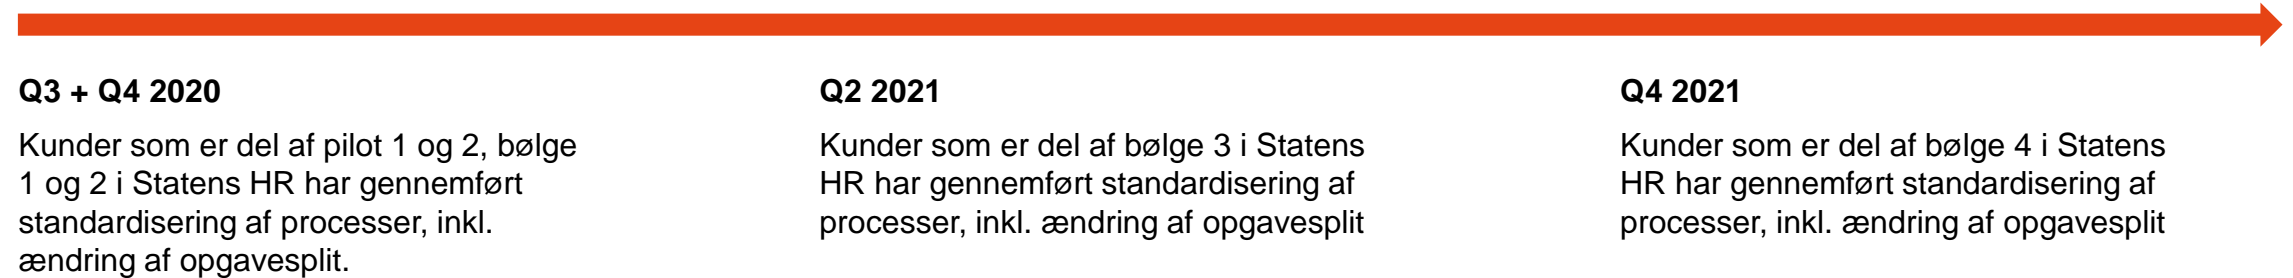 Q3 + Q4 2020
Kunder som er del af pilot 1 og 2, bølge
1 og 2 i Statens HR har gennemført
standardisering af processer, inkl.
ændring af opgavesplit.
Q2 2021
Kunder som er del af bølge 3 i Statens
HR har gennemført standardisering af
processer, inkl. ændring af opgavesplit
Q4 2021
Kunder som er del af bølge 4 i Statens
HR har gennemført standardisering af
processer, inkl. ændring af opgavesplit